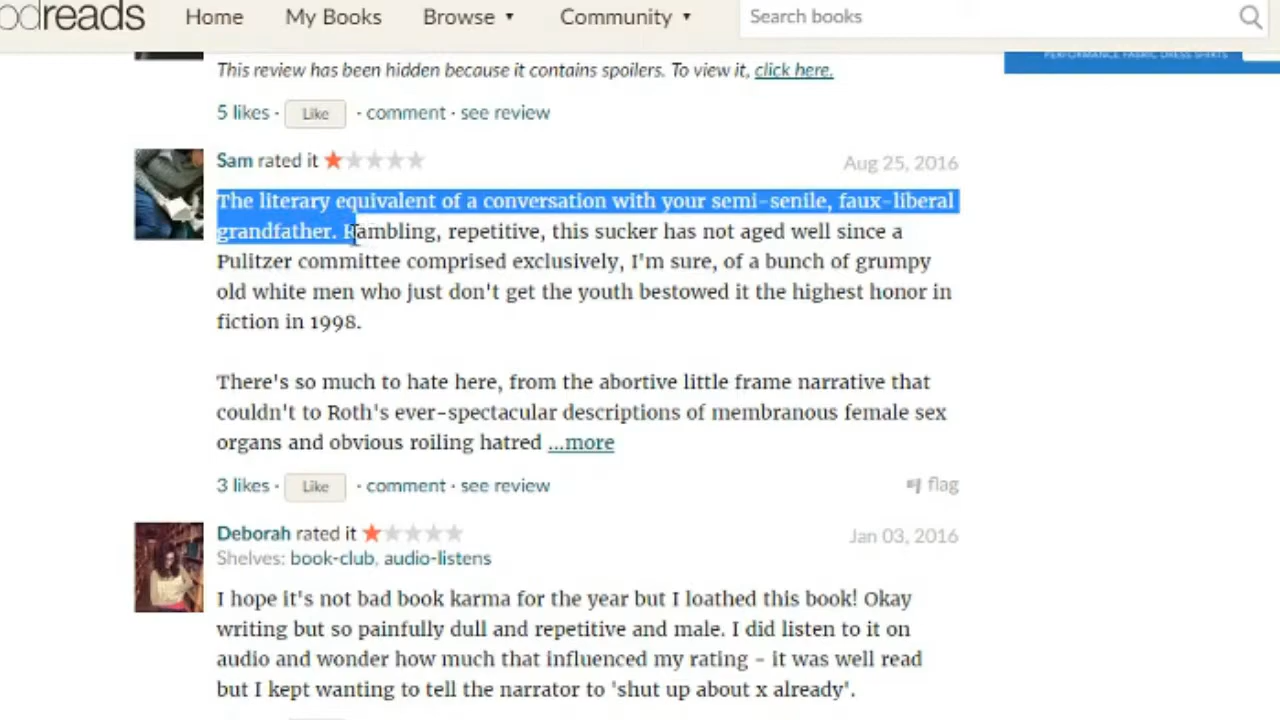 odreads Home My Books Browse ▼ Community ▼ Search books
PERFORMANCE FABRIC DRESS SHIRTS
This review has been hidden because it contains spoilers. To view it, click here.
5 likes · Like · comment · see review
Sam rated it
Aug 25, 2016
The literary equivalent of a conversation with your semi-senile, faux-liberal
grandfather. Rambling, repetitive, this sucker has not aged well since a
Pulitzer committee comprised exclusively, I'm sure, of a bunch of grumpy
old white men who just don't get the youth bestowed it the highest honor in
fiction in 1998.
There's so much to hate here, from the abortive little frame narrative that
couldn't to Roth's ever-spectacular descriptions of membranous female sex
organs and obvious roiling hatred ...more
3 likes · Like · comment · see review
flag
Deborah rated it
Jan 03, 2016
Shelves: book-club, audio-listens
I hope it's not bad book karma for the year but I loathed this book! Okay
writing but so painfully dull and repetitive and male. I did listen to it on
audio and wonder how much that influenced my rating - it was well read
but I kept wanting to tell the narrator to 'shut up about x already'.